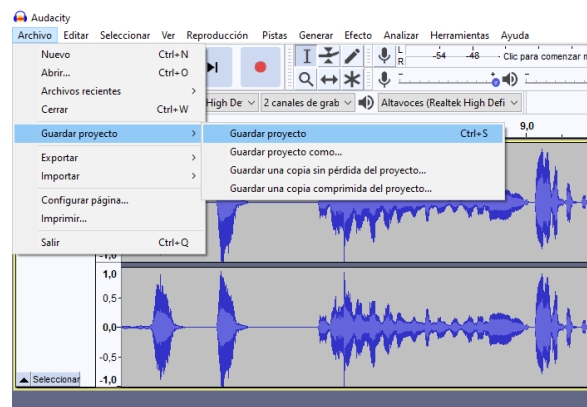 Audacity
Archivo Editar Seleccionar Ver Reproducción Pistas Generar Efecto Analizar Herramientas Ayuda
Nuevo Ctrl+N
Abrir... Ctrl+O
Archivos recientes
Cerrar Ctrl+W
Guardar proyecto
Exportar
Importar
Configurar página...
Imprimir...
Salir Ctrl+Q
L
R
-54 -48 - Clic para comenzar
High De 2 canales de grab Altavoces (Realtek High Defi
9,0
Guardar proyecto Ctrl+S
Guardar proyecto como...
Guardar una copia sin pérdida del proyecto...
Guardar una copia comprimida del proyecto...
-1,0
1,0
0,5-
0,0-
-0,5-
-1,0
Seleccionar